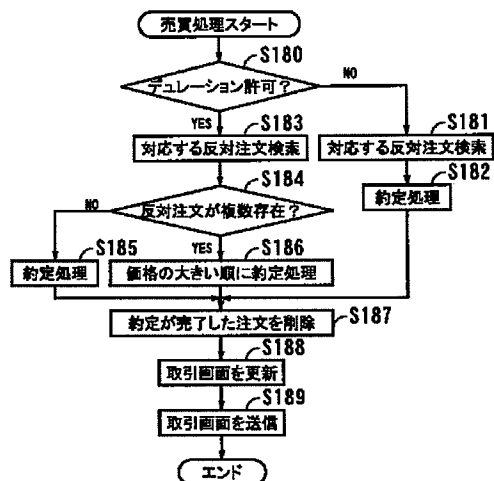 売買処理スタート
S180
デュレーション許可？
NO
YES
S183
対応する反対注文検索
S181
対応する反対注文検索
S184
S182
反対注文が複数存在？
約定処理
NO
YES
S185
約定処理
S186
価格の大きい順に約定処理
S187
約定が完了した注文を削除
S188
取引画面を更新
S189
取引画面を送信
エンド